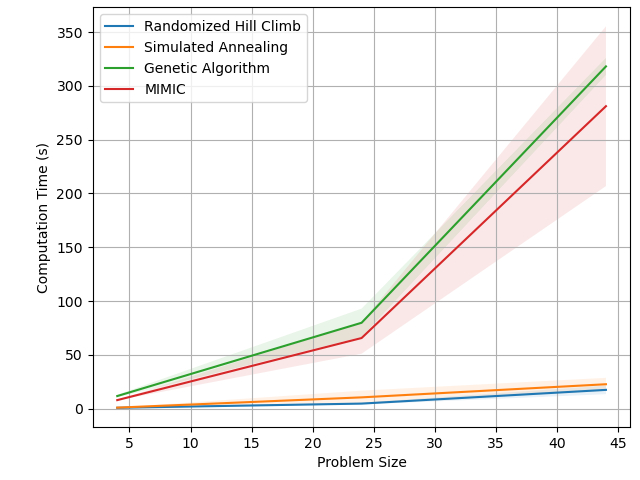 Randomized Hill Climb
Simulated Annealing
Genetic Algorithm
MIMIC
350
300
250
200
150
100
50
0
Computation Time (s)
5 10 15 20 25 30 35 40 45
Problem Size